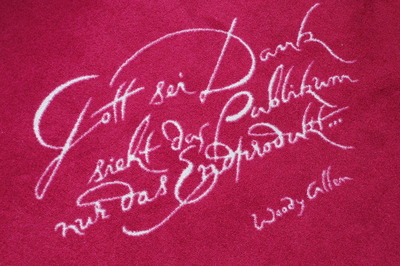 Gott sei Dank
sieht das Publikum
nur das Endprodukt...
Woody Allen